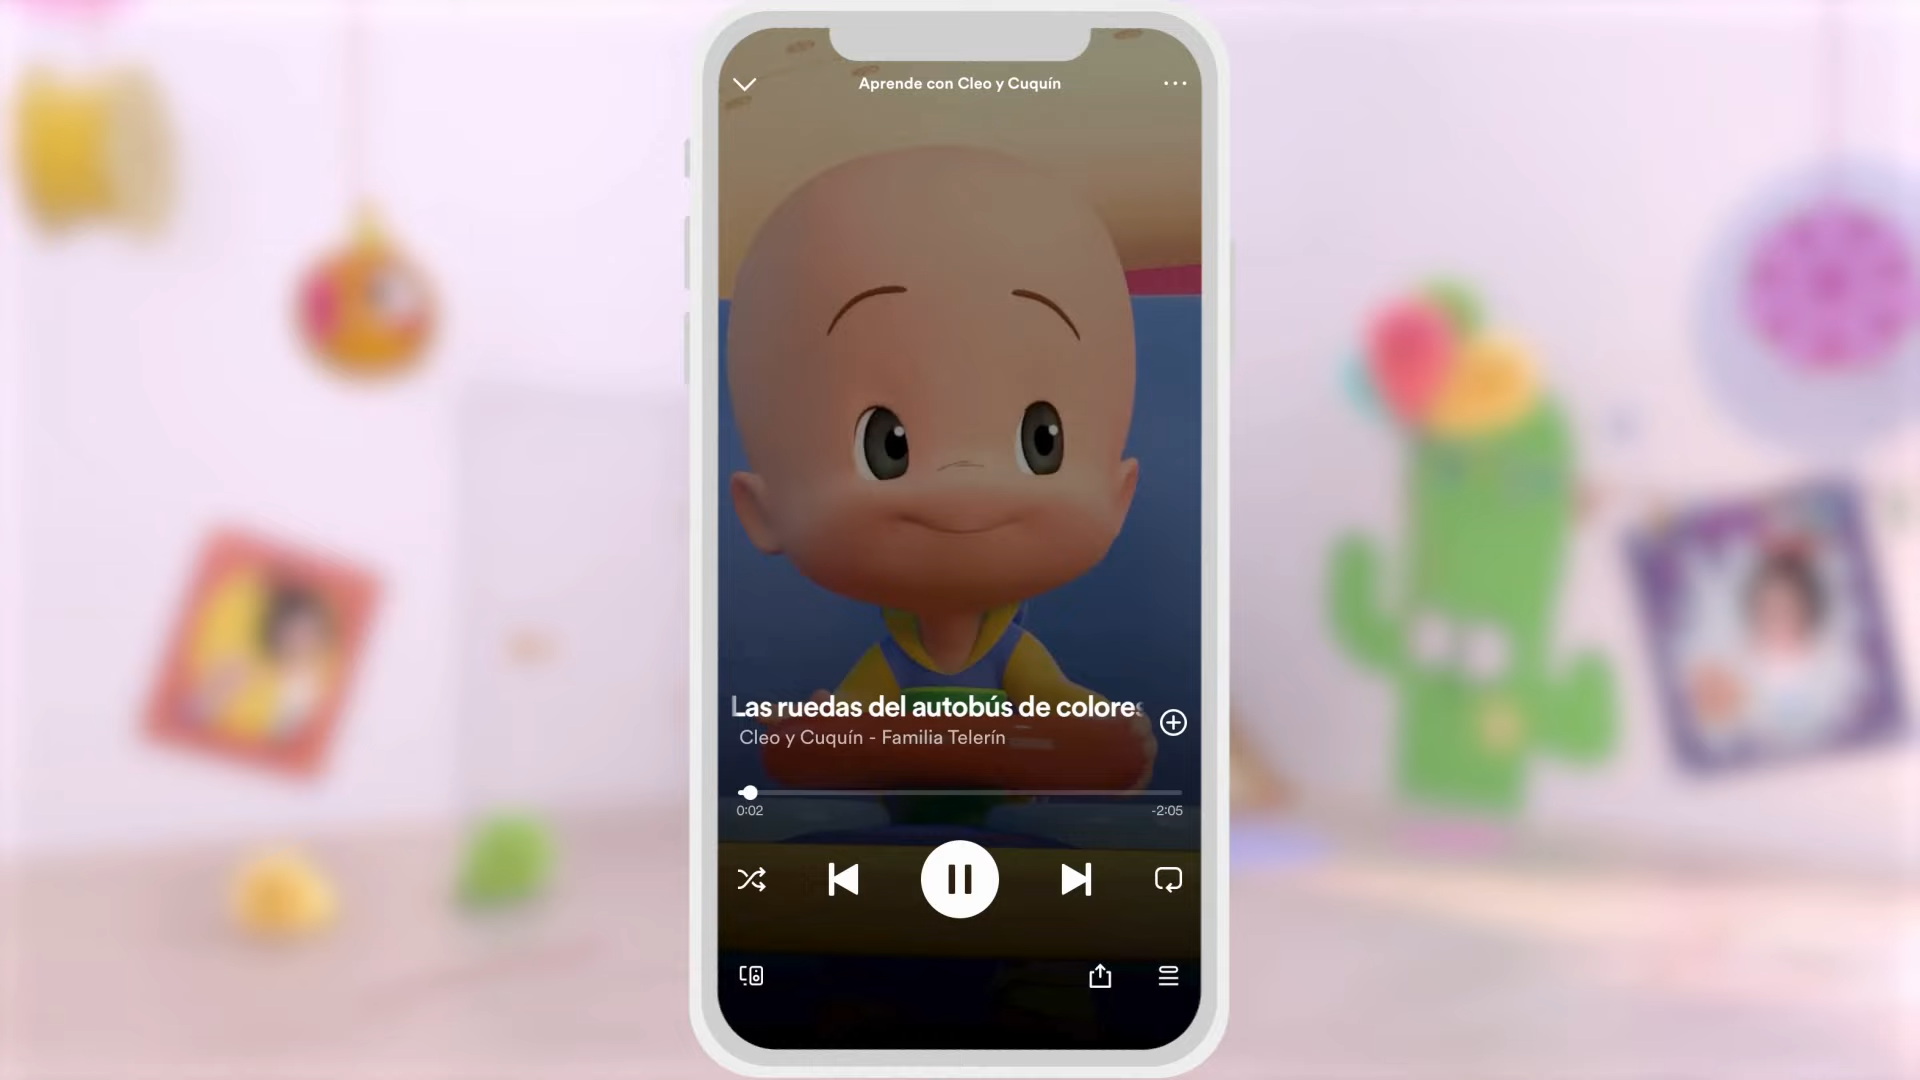 Aprende con Cleo y Cuquín
Las ruedas del autobús de colores
Cleo y Cuquín - Familia Telerín
0:02
-2:05